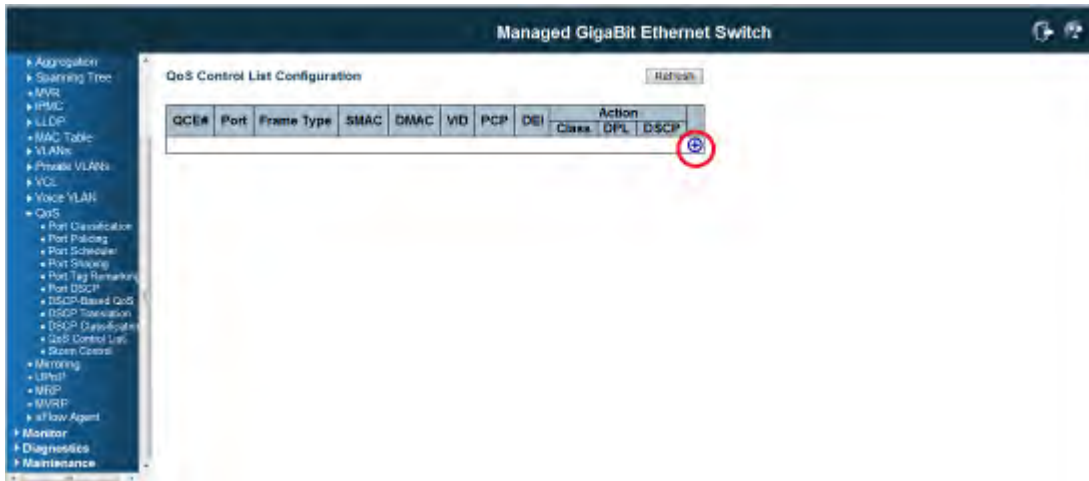 Managed GigaBit Ethernet Switch
Aggregation
Spanning Tree
MVR
IPMC
LLDP
MAC Table
VLANs
Private VLANs
VCL
Voice VLAN
QoS
Port Classification
Port Policing
Port Scheduler
Port Shaping
Port Tag Remarking
Port DSCP
DSCP-Based QoS
DSCP Translation
DSCP Classification
QoS Control List
Storm Control
Mirroring
UPnP
MRP
MVRP
sFlow Agent
Monitor
Diagnostics
Maintenance
QoS Control List Configuration
Refresh
QCE# Port Frame Type SMAC DMAC VID PCP DEI Action
Class DPL DSCP